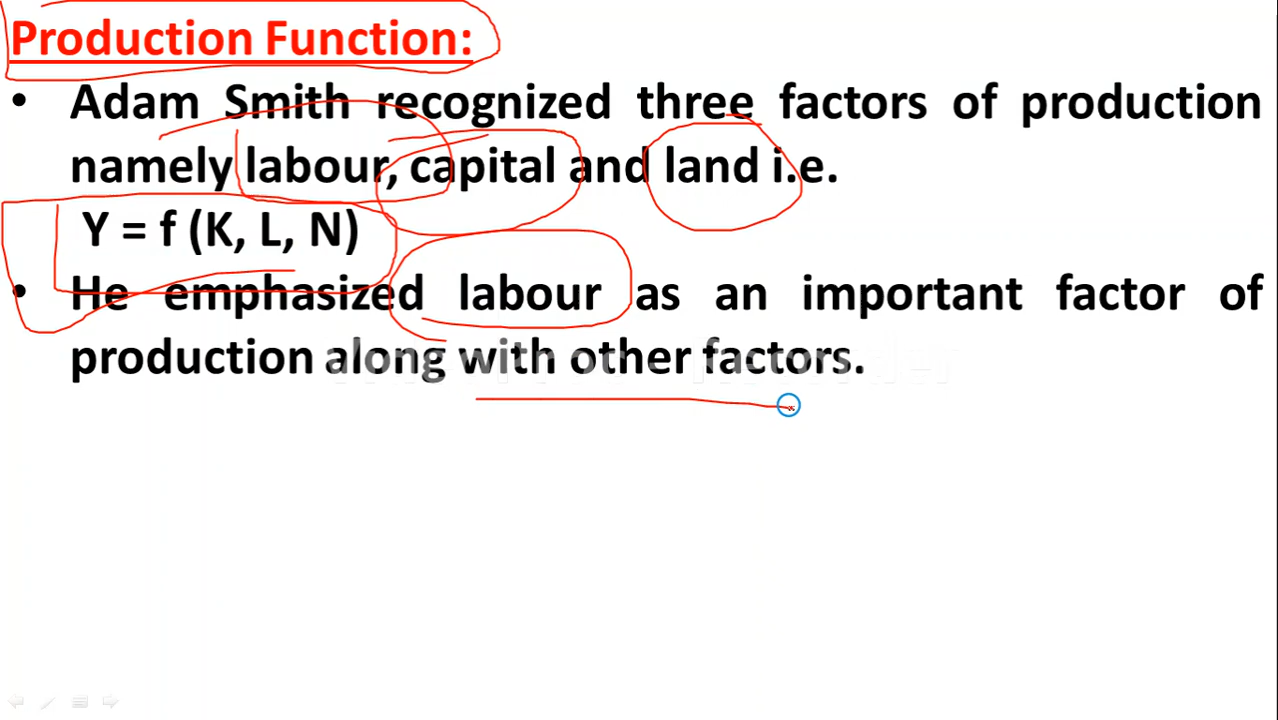 Production Function:
• Adam Smith recognized three factors of production
namely labour, capital and land i.e.
Y = f (K, L, N)
• He emphasized labour as an important factor of
production along with other factors.